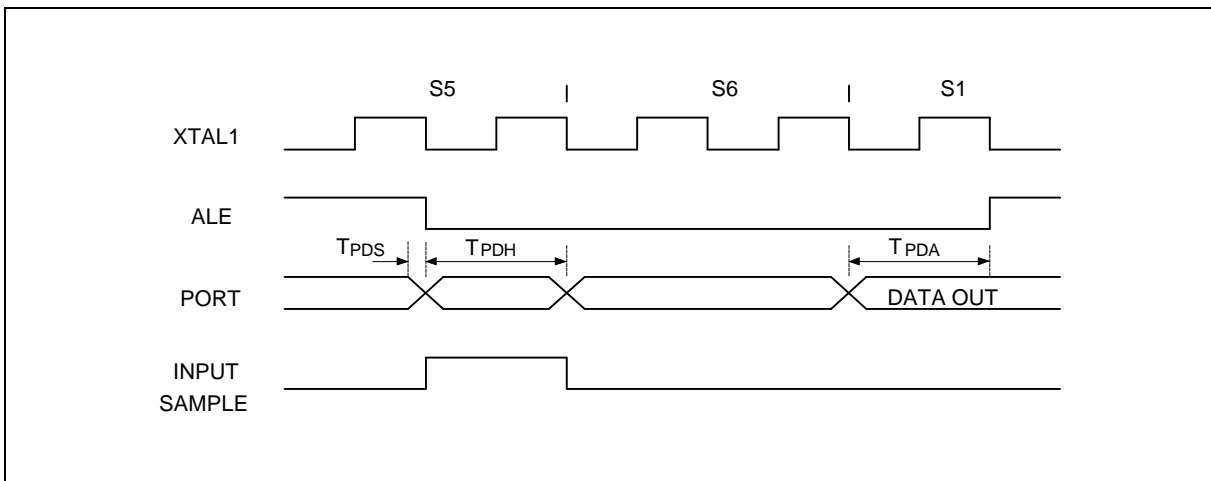 S5 | S6 | S1
XTAL1
ALE
TPDS TPDH TPDA
PORT DATA OUT
INPUT
SAMPLE